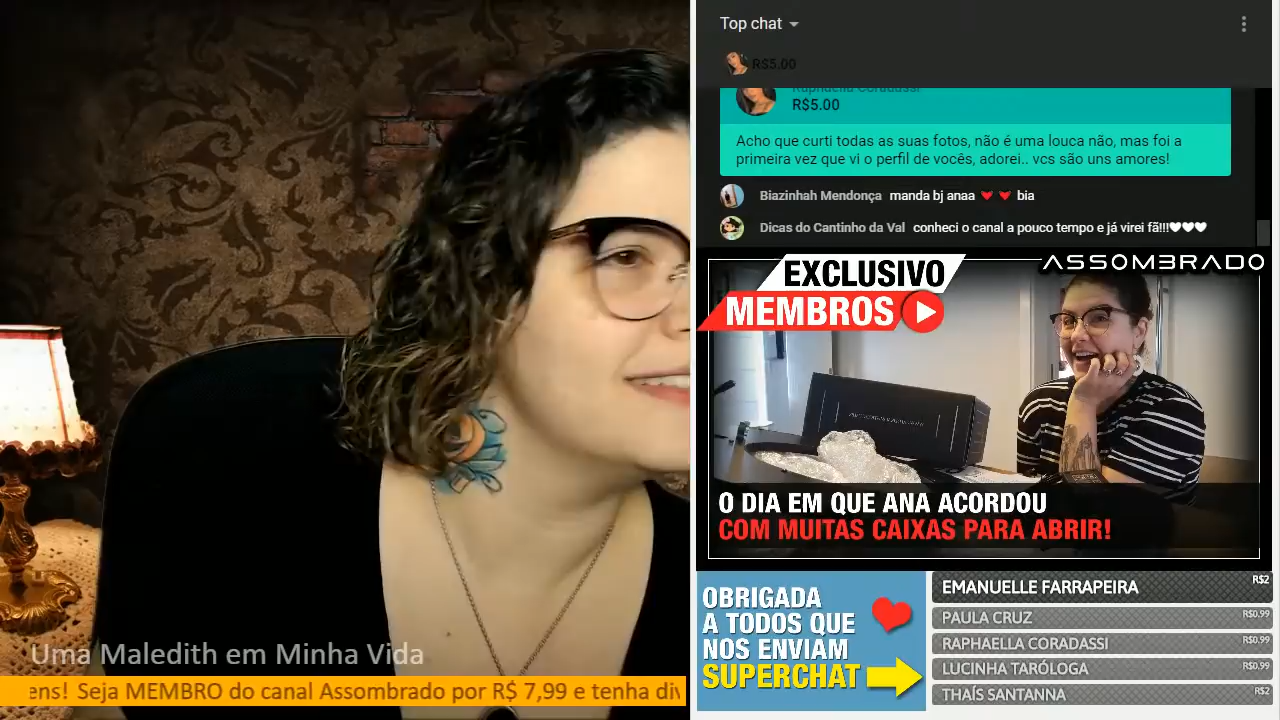 Top chat
R$5.00
Raphaella Coradassi
R$5.00
Acho que curti todas as suas fotos, não é uma louca não, mas foi a
primeira vez que vi o perfil de vocês, adorei.. vcs são uns amores!
Biazinhah Mendonça manda bj anaa ❤ ❤ bia
Dicas do Cantinho da Val conheci o canal a pouco tempo e já virei fã!!!🤍🤍🤍
EXCLUSIVO
MEMBROS
ASSOMBRADO
O DIA EM QUE ANA ACORDOU
COM MUITAS CAIXAS PARA ABRIR!
OBRIGADA
A TODOS QUE
NOS ENVIAM
SUPERCHAT
EMANUELLE FARRAPEIRA R$2
PAULA CRUZ R$0.99
RAPHAELLA CORADASSI R$0.99
LUCINHA TARÓLOGA R$0.99
THAÍS SANTANNA R$2
Uma Maledith em Minha Vida
ens! Seja MEMBRO do canal Assombrado por R$ 7,99 e tenha div